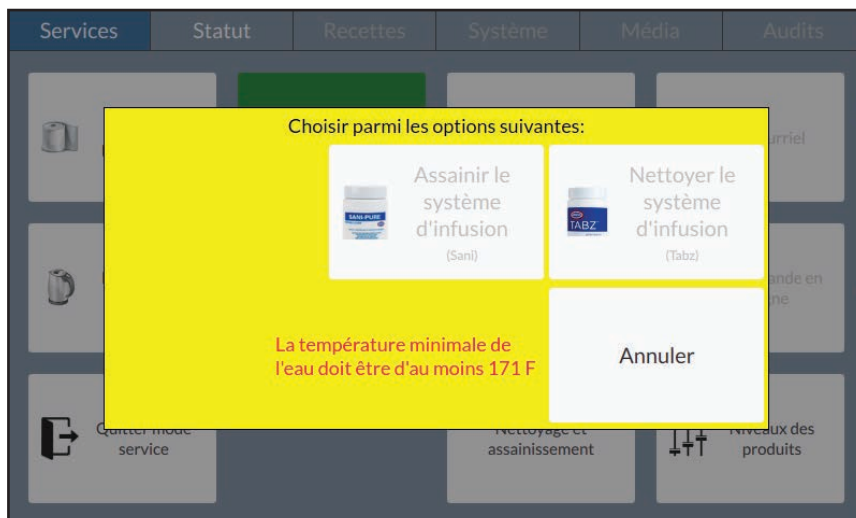 Services
Statut
Recettes
Système
Média
Audits
Choisir parmi les options suivantes:
Assainir le
système
d'infusion
(Sani)
SANI-PURE
Nettoyer le
système
d'infusion
(Tabz)
TABZ
La température minimale de
l'eau doit être d'au moins 171 F
Annuler
Quitter mode
service
Nettoyage et
assainissement
Niveaux des
produits